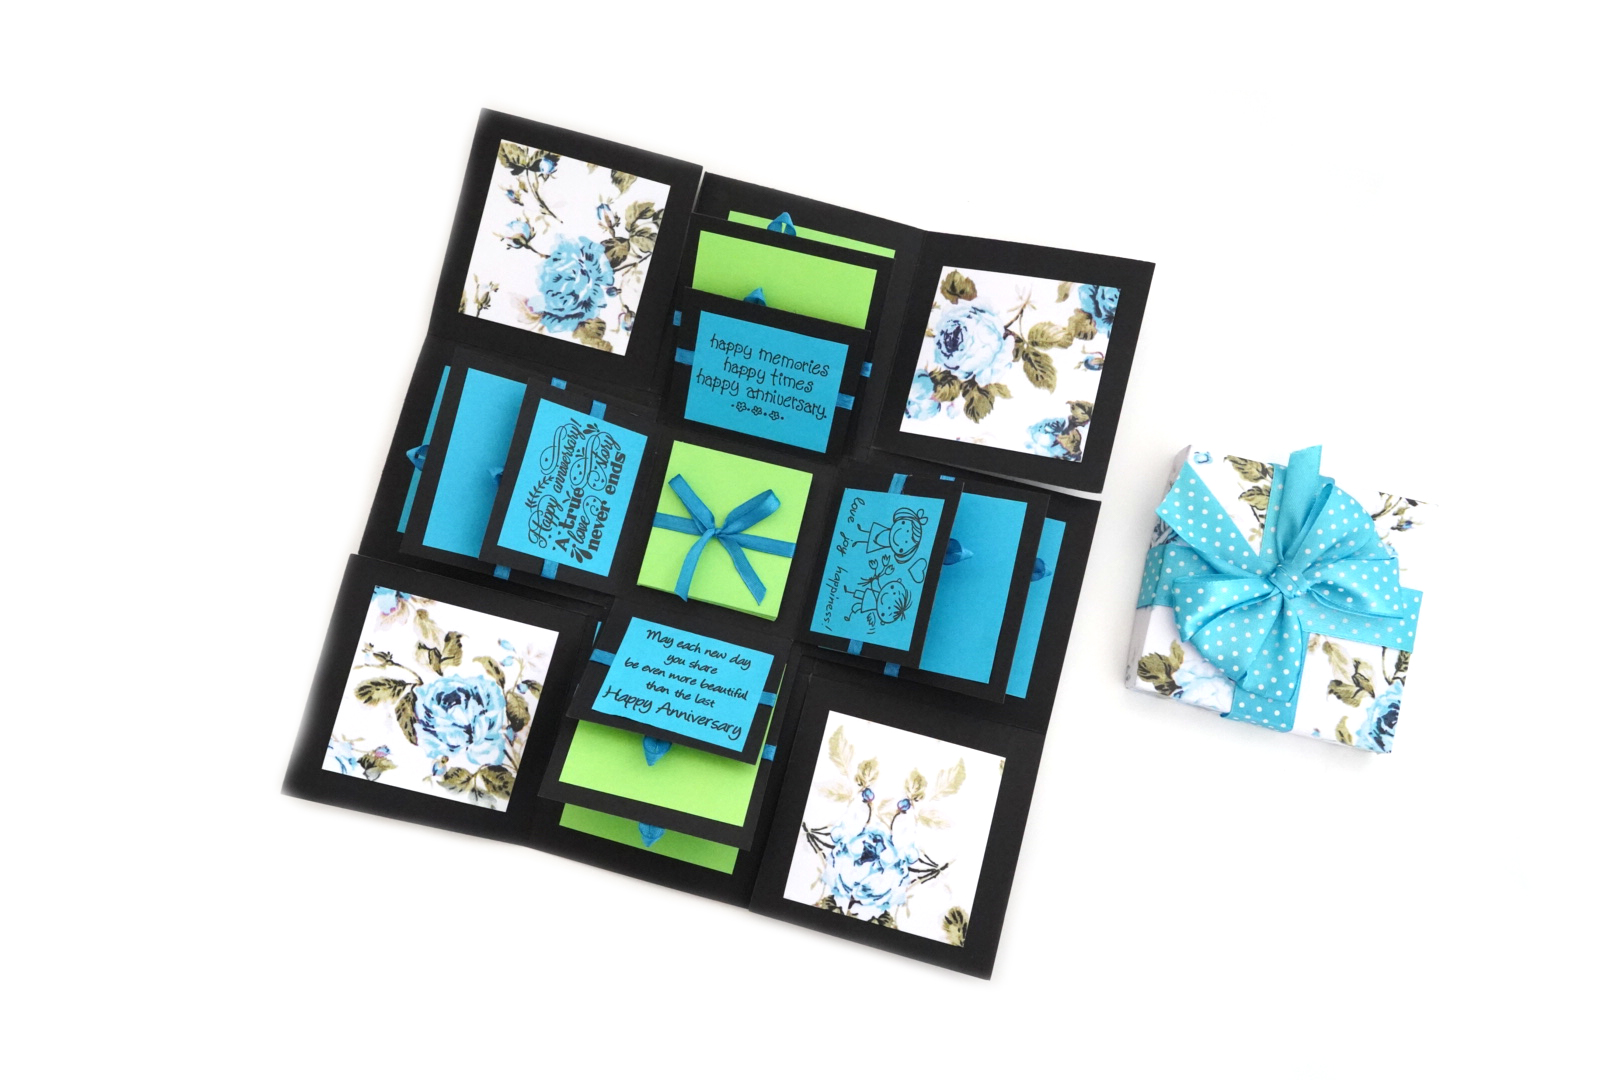 happy memories
happy times
happy anniversary.
Happy anniversary!
A true
love story
never ends
love joy happiness!
May each new day
you share
be even more beautiful
than the last
Happy Anniversary